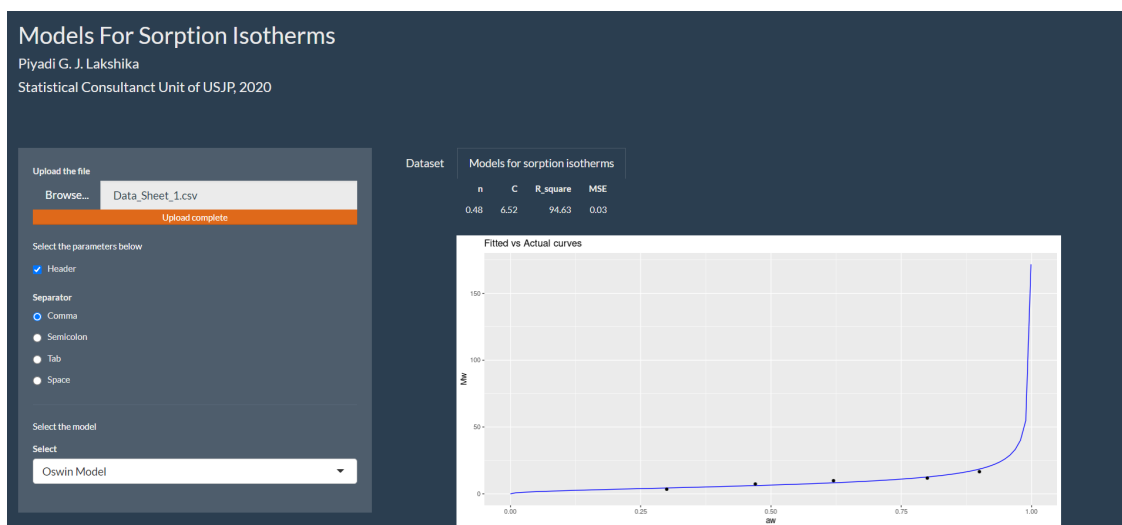 Models For Sorption Isotherms
Piyadi G. J. Lakshika
Statistical Consultanct Unit of USJP, 2020
Upload the file
Browse... Data_Sheet_1.csv
Upload complete
Select the parameters below
Header
Separator
Comma
Semicolon
Tab
Space
Select the model
Select
Oswin Model
Dataset Models for sorption isotherms
n C R_square MSE
0.48 6.52 94.63 0.03
Fitted vs Actual curves
150
100
50
0
Mw
0.00 0.25 0.50 0.75 1.00
aw